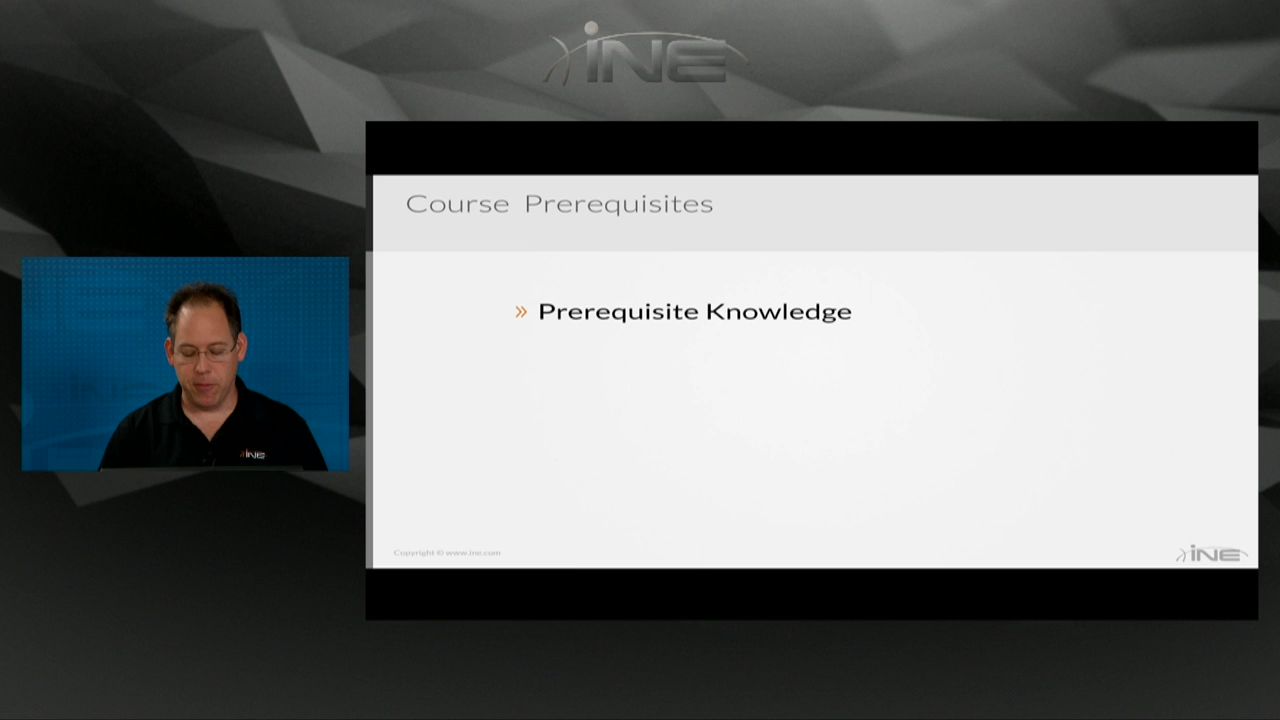 iNE
Course Prerequisites
» Prerequisite Knowledge
iNE
Copyright © www.ine.com
iNE